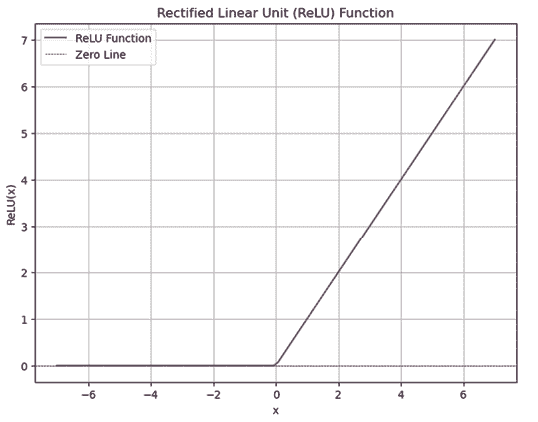 Rectified Linear Unit (ReLU) Function
ReLU Function
Zero Line
7
6
5
4
3
2
1
0
ReLU(x)
−6 −4 −2 0 2 4 6
x